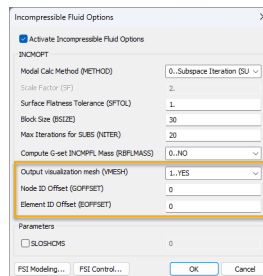 Incompressible Fluid Options
Activate Incompressible Fluid Options
INCMOPT
Modal Calc Method (METHOD) 0..Subspace Iteration (SU
Scale Factor (SF) 2.
Surface Flatness Tolerance (SFTOL) 1.
Block Size (BSIZE) 30
Max Iterations for SUBS (NITER) 20
Compute G-set INCMPFL Mass (RBFLMASS) 0..NO
Output visualization mesh (VMESH) 1..YES
Node ID Offset (GOFFSET) 0
Element ID Offset (EOFFSET) 0
Parameters
SLOSHCMS 0
FSI Modeling... FSI Control... OK Cancel